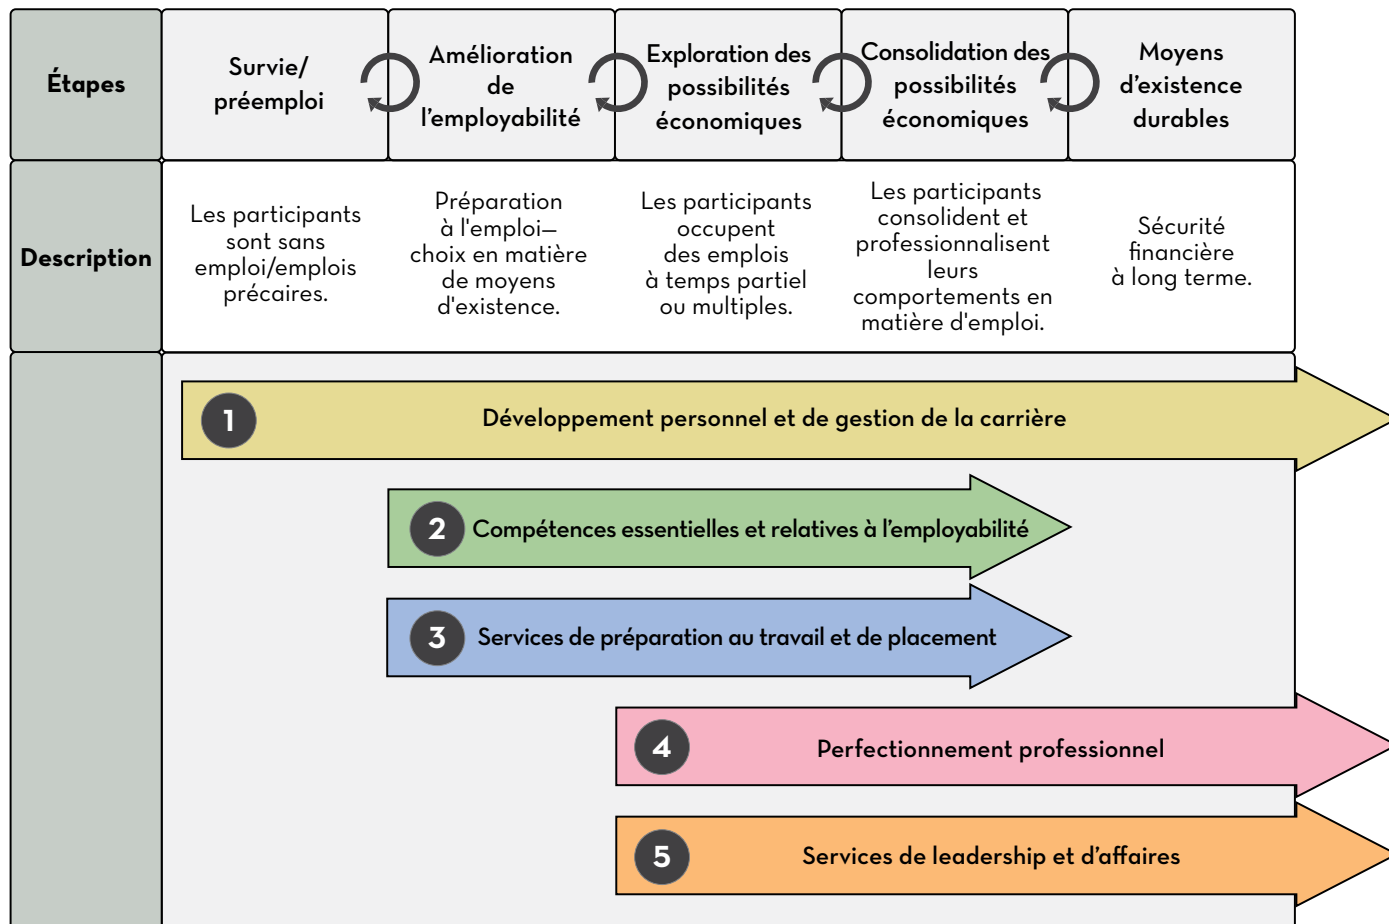 Étapes
Survie/
préemploi
Amélioration
de
l’employabilité
Exploration des
possibilités
économiques
Consolidation des
possibilités
économiques
Moyens
d’existence
durables
Description
Les participants
sont sans
emploi/emplois
précaires.
Préparation
à l'emploi—
choix en matière
de moyens
d'existence.
Les participants
occupent
des emplois
à temps partiel
ou multiples.
Les participants
consolident et
professionnalisent
leurs
comportements en
matière d'emploi.
Sécurité
financière
à long terme.
1 Développement personnel et de gestion de la carrière
2 Compétences essentielles et relatives à l’employabilité
3 Services de préparation au travail et de placement
4 Perfectionnement professionnel
5 Services de leadership et d’affaires